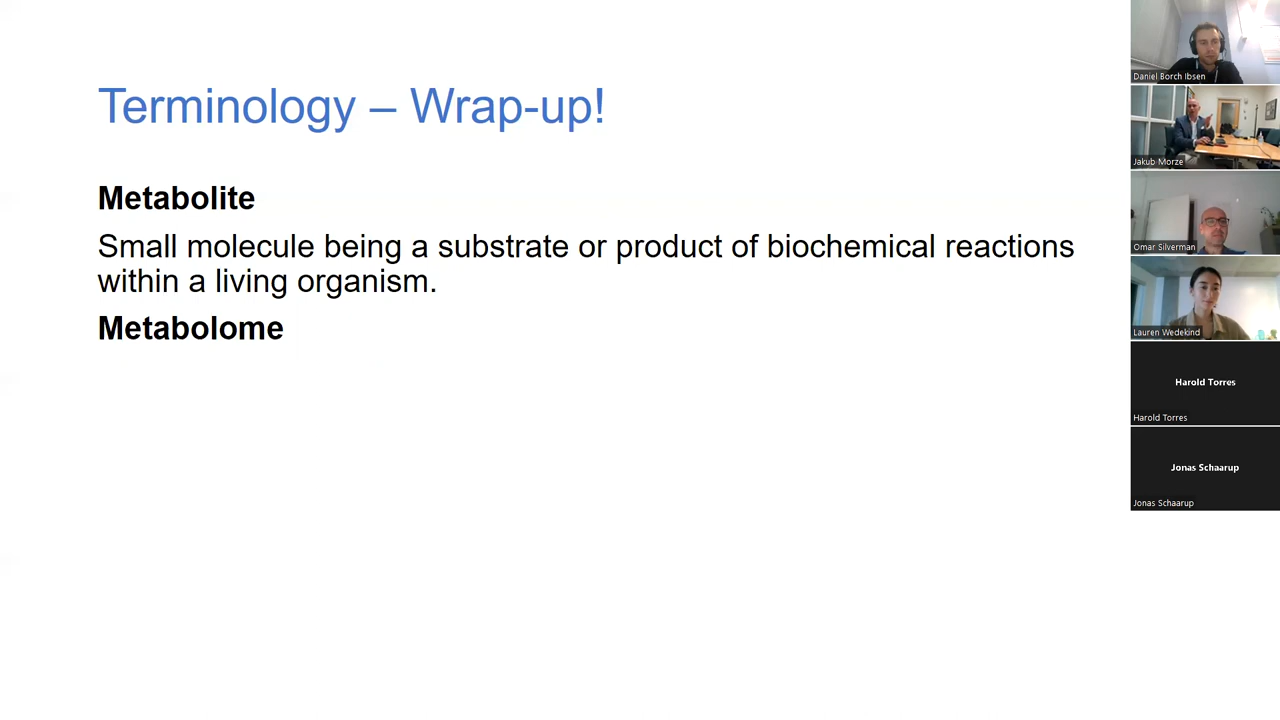 Terminology – Wrap-up!
Metabolite
Small molecule being a substrate or product of biochemical reactions
within a living organism.
Metabolome
Daniel Borch Ibsen
Jakub Morze
Omar Silverman
Lauren Wedekind
Harold Torres
Harold Torres
Jonas Schaarup
Jonas Schaarup